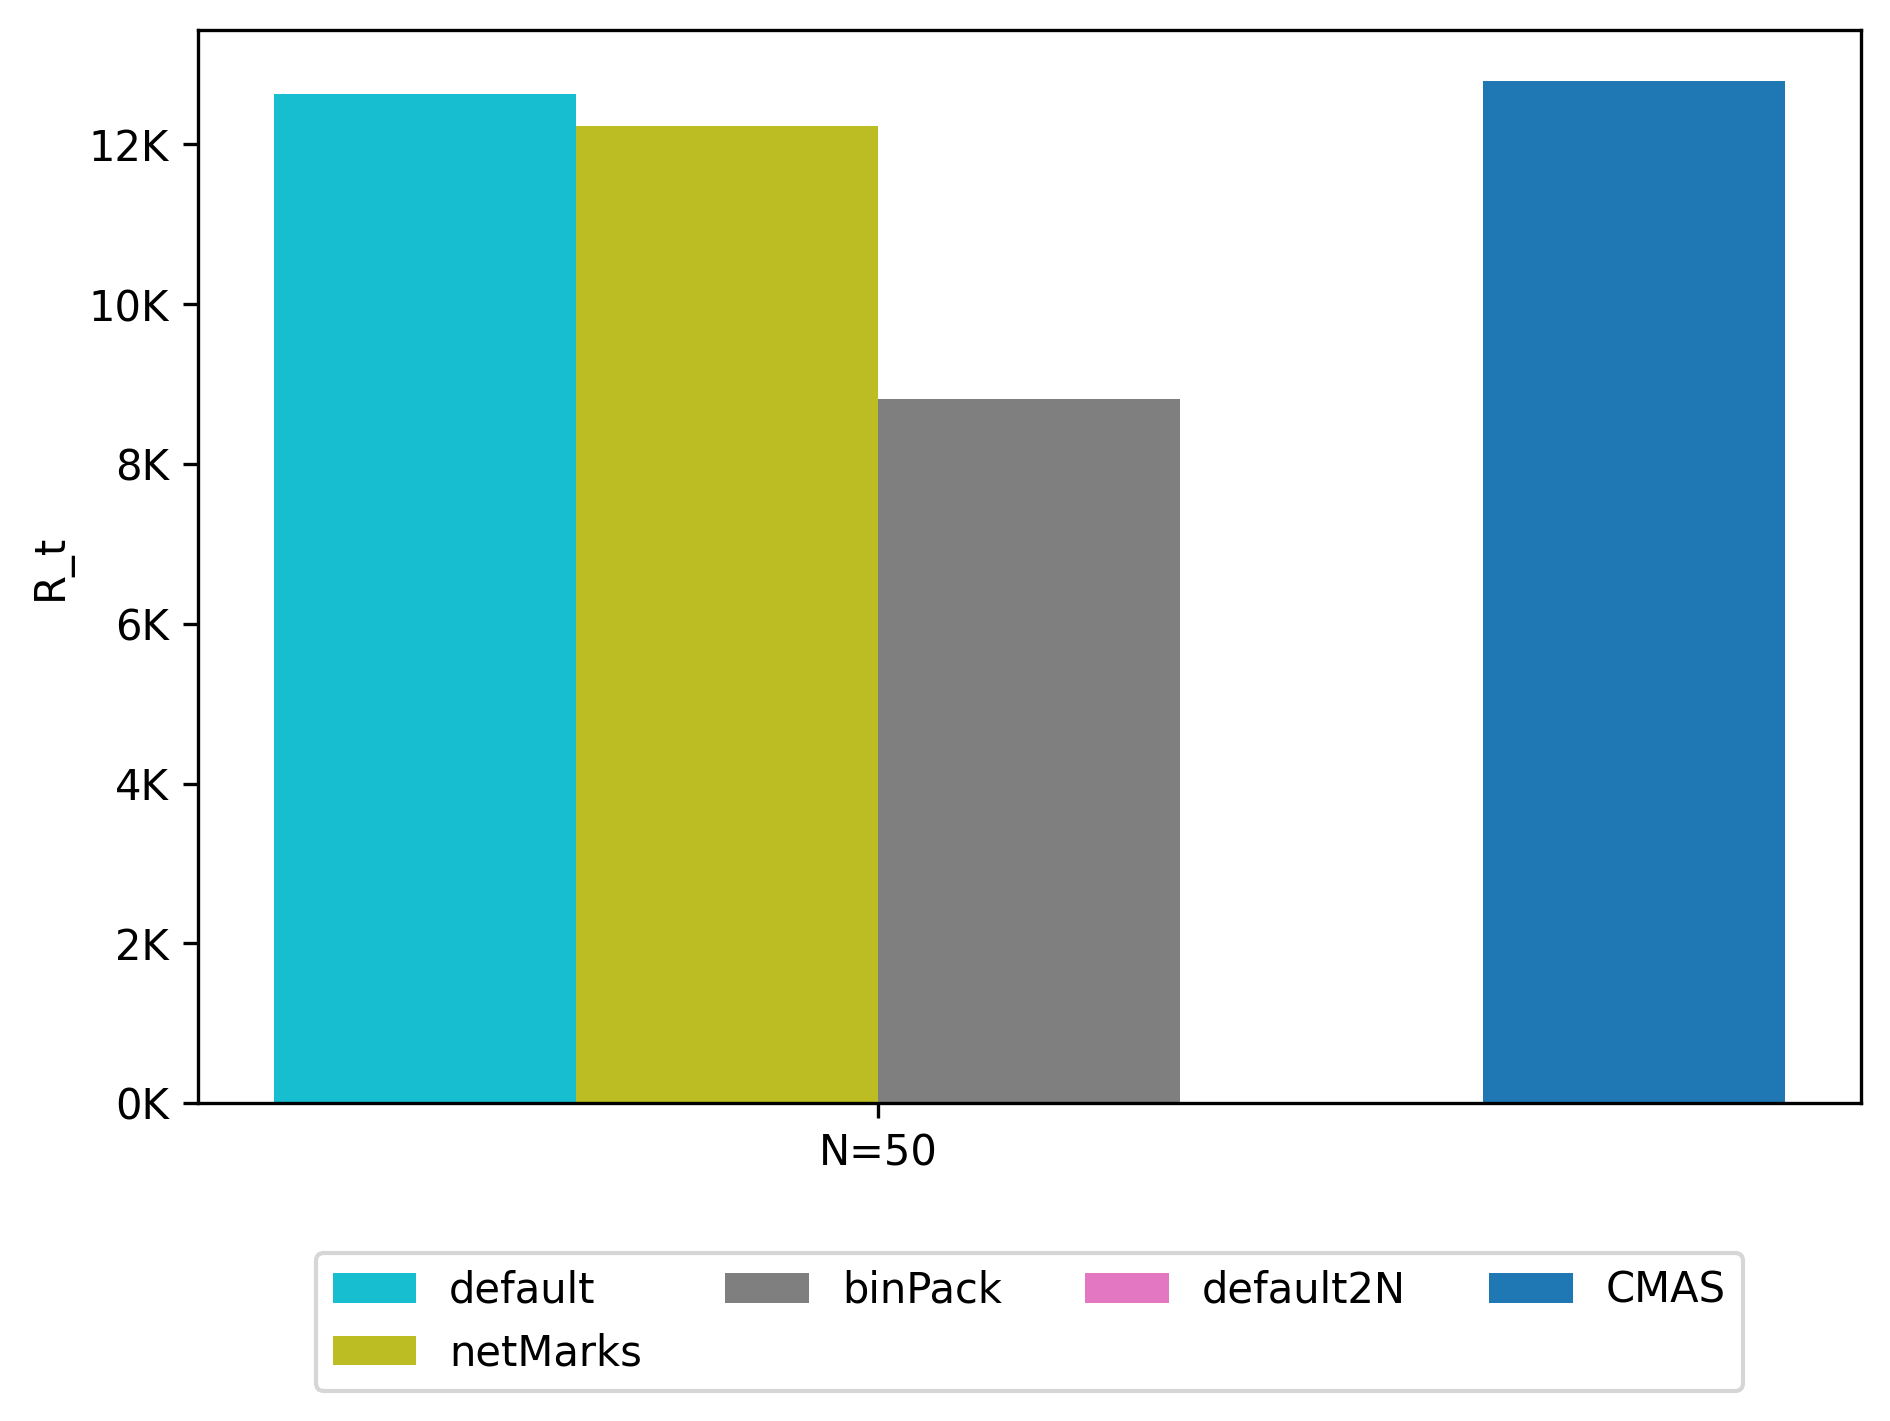 12K
10K
8K
6K
4K
2K
0K
R_t
N=50
default
netMarks
binPack
default2N
CMAS